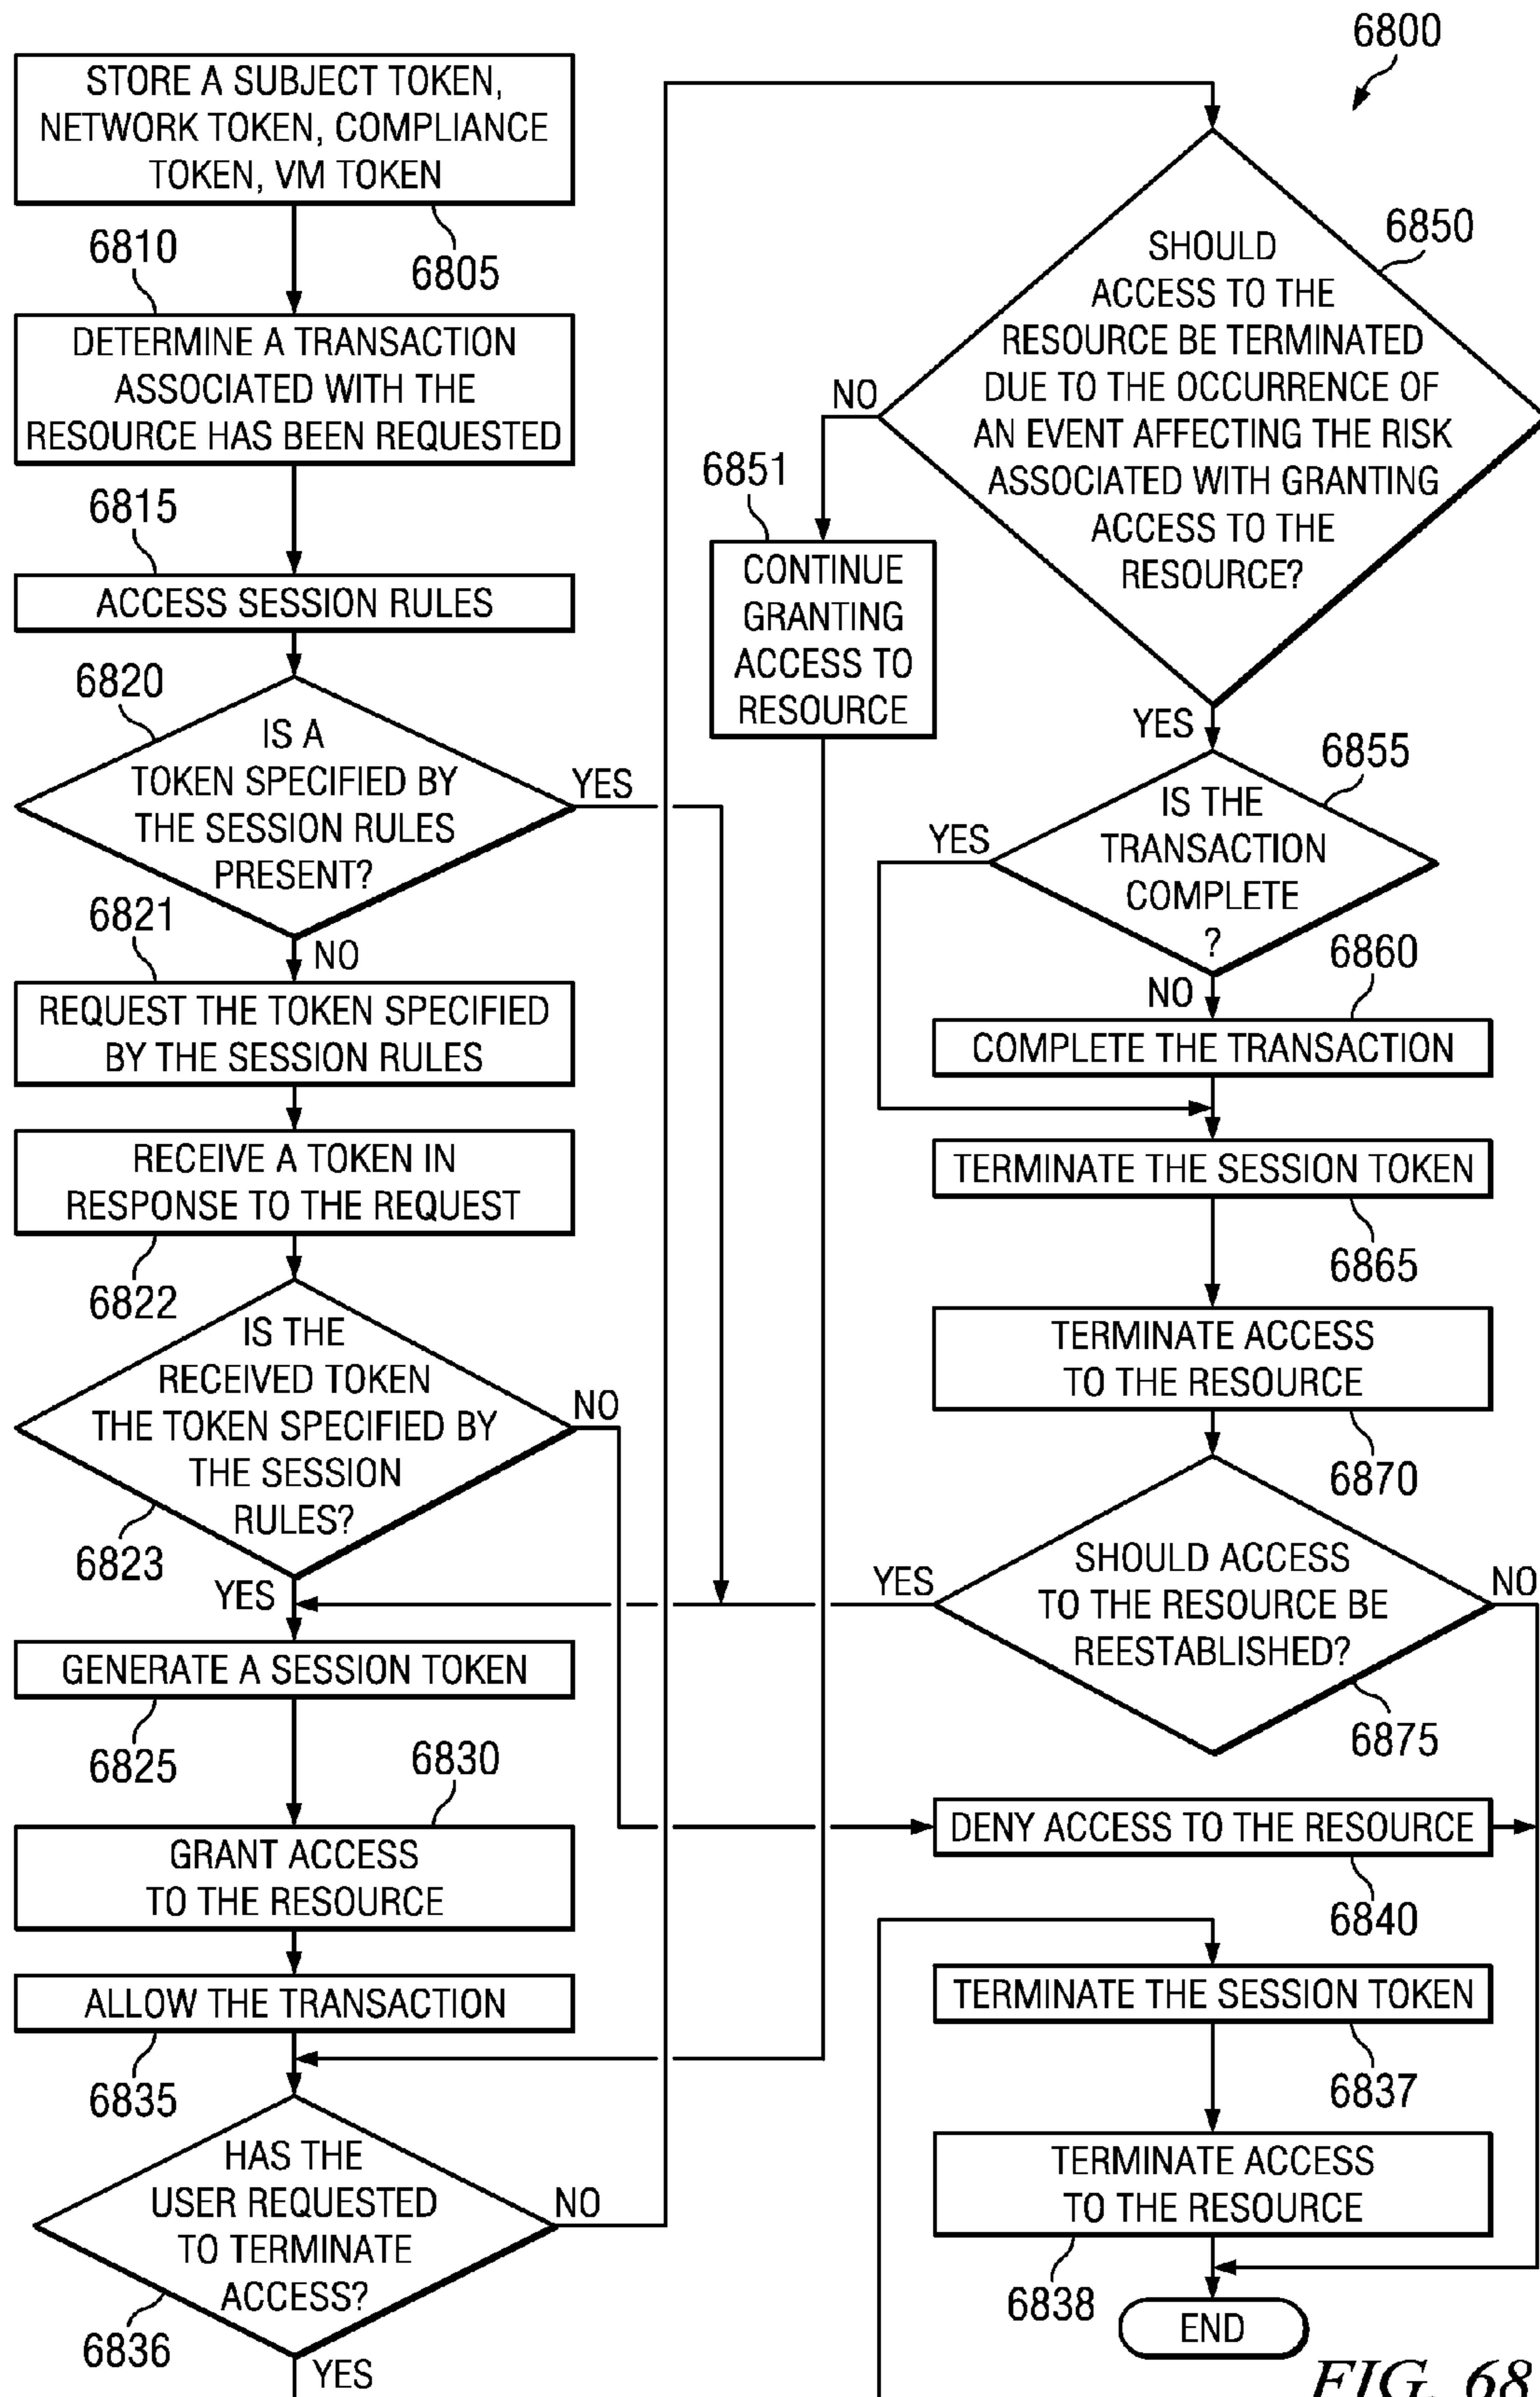 6800
STORE A SUBJECT TOKEN,
NETWORK TOKEN, COMPLIANCE
TOKEN, VM TOKEN
6805
6810
DETERMINE A TRANSACTION
ASSOCIATED WITH THE
RESOURCE HAS BEEN REQUESTED
6815
ACCESS SESSION RULES
6820
IS A
TOKEN SPECIFIED BY
THE SESSION RULES
PRESENT?
YES
NO
6821
REQUEST THE TOKEN SPECIFIED
BY THE SESSION RULES
RECEIVE A TOKEN IN
RESPONSE TO THE REQUEST
6822
IS THE
RECEIVED TOKEN
THE TOKEN SPECIFIED BY
THE SESSION
RULES?
NO
6823
YES
GENERATE A SESSION TOKEN
6825
6830
GRANT ACCESS
TO THE RESOURCE
ALLOW THE TRANSACTION
6835
HAS THE
USER REQUESTED
TO TERMINATE
ACCESS?
NO
6836
YES
6850
SHOULD
ACCESS TO THE
RESOURCE BE TERMINATED
DUE TO THE OCCURRENCE OF
AN EVENT AFFECTING THE RISK
ASSOCIATED WITH GRANTING
ACCESS TO THE
RESOURCE?
NO
6851
CONTINUE
GRANTING
ACCESS TO
RESOURCE
YES
6855
IS THE
TRANSACTION
COMPLETE
?
YES
NO
6860
COMPLETE THE TRANSACTION
TERMINATE THE SESSION TOKEN
6865
TERMINATE ACCESS
TO THE RESOURCE
6870
SHOULD ACCESS
TO THE RESOURCE BE
REESTABLISHED?
YES
NO
6875
DENY ACCESS TO THE RESOURCE
6840
TERMINATE THE SESSION TOKEN
6837
TERMINATE ACCESS
TO THE RESOURCE
6838
END
FIG. 68